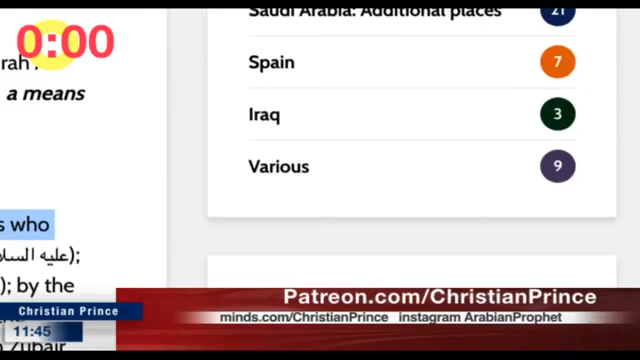 Saudi Arabia: Additional places 21
0:00
rah .
Spain 7
a means
Iraq 3
Various 9
s who
(عليه السلا);
); by the
Patreon.com/ChristianPrince
Christian Prince
minds.com/ChristianPrince instagram ArabianProphet
11:45
Zubair